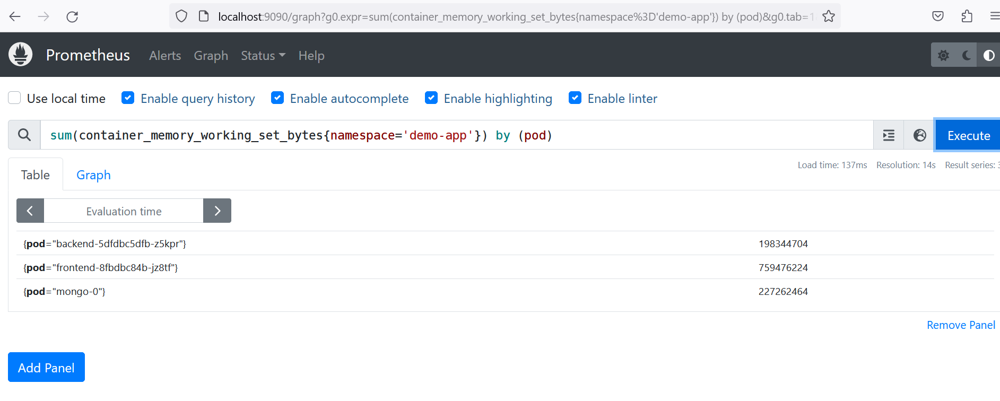 localhost:9090/graph?g0.expr=sum(container_memory_working_set_bytes{namespace%3D'demo-app'}) by (pod)&g0.tab=1
Prometheus Alerts Graph Status Help
Use local time Enable query history Enable autocomplete Enable highlighting Enable linter
sum(container_memory_working_set_bytes{namespace='demo-app'}) by (pod) Execute
Load time: 137ms Resolution: 14s Result series: 3
Table Graph
Evaluation time
{pod="backend-5dfdbc5dfb-z5kpr"} 198344704
{pod="frontend-8fbdbc84b-jz8tf"} 759476224
{pod="mongo-0"} 227262464
Remove Panel
Add Panel